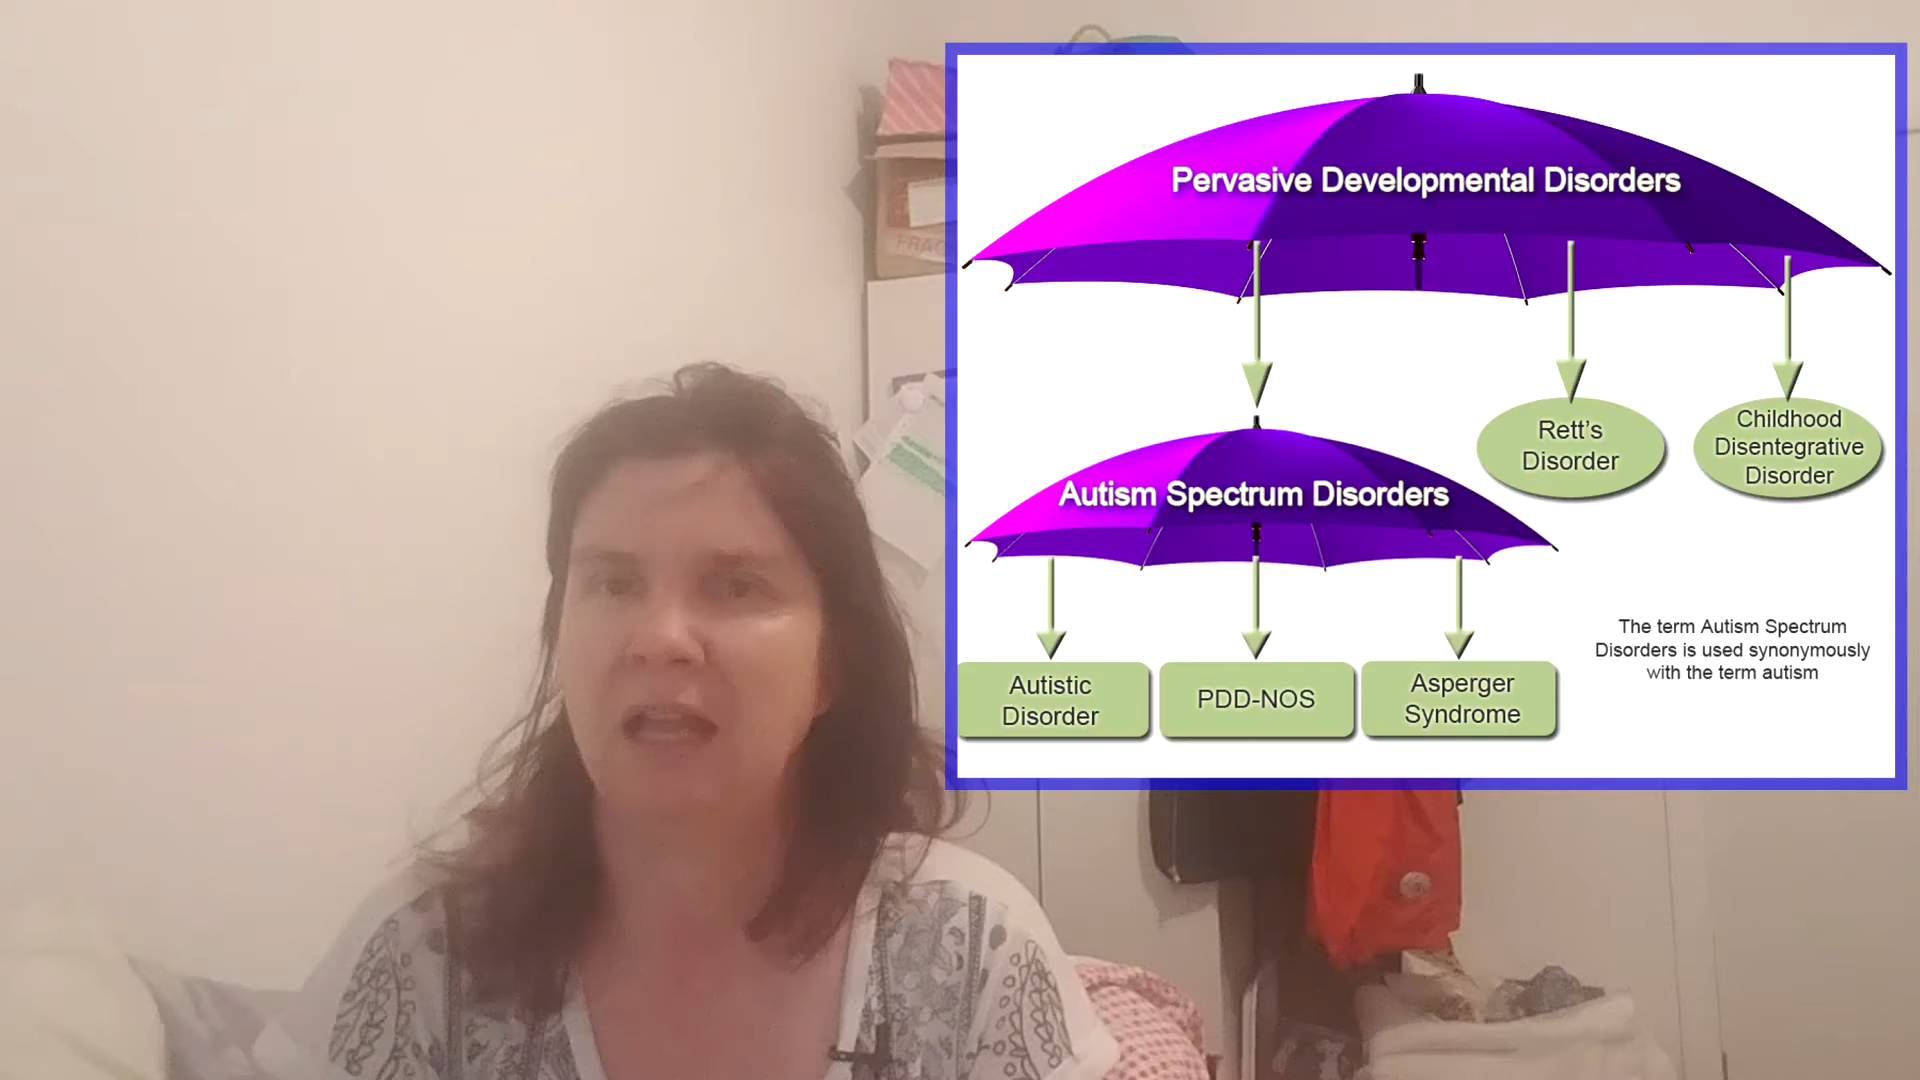 Pervasive Developmental Disorders
Rett's
Disorder
Childhood
Disentegrative
Disorder
Autism Spectrum Disorders
Autistic
Disorder
PDD-NOS
Asperger
Syndrome
The term Autism Spectrum
Disorders is used synonymously
with the term autism